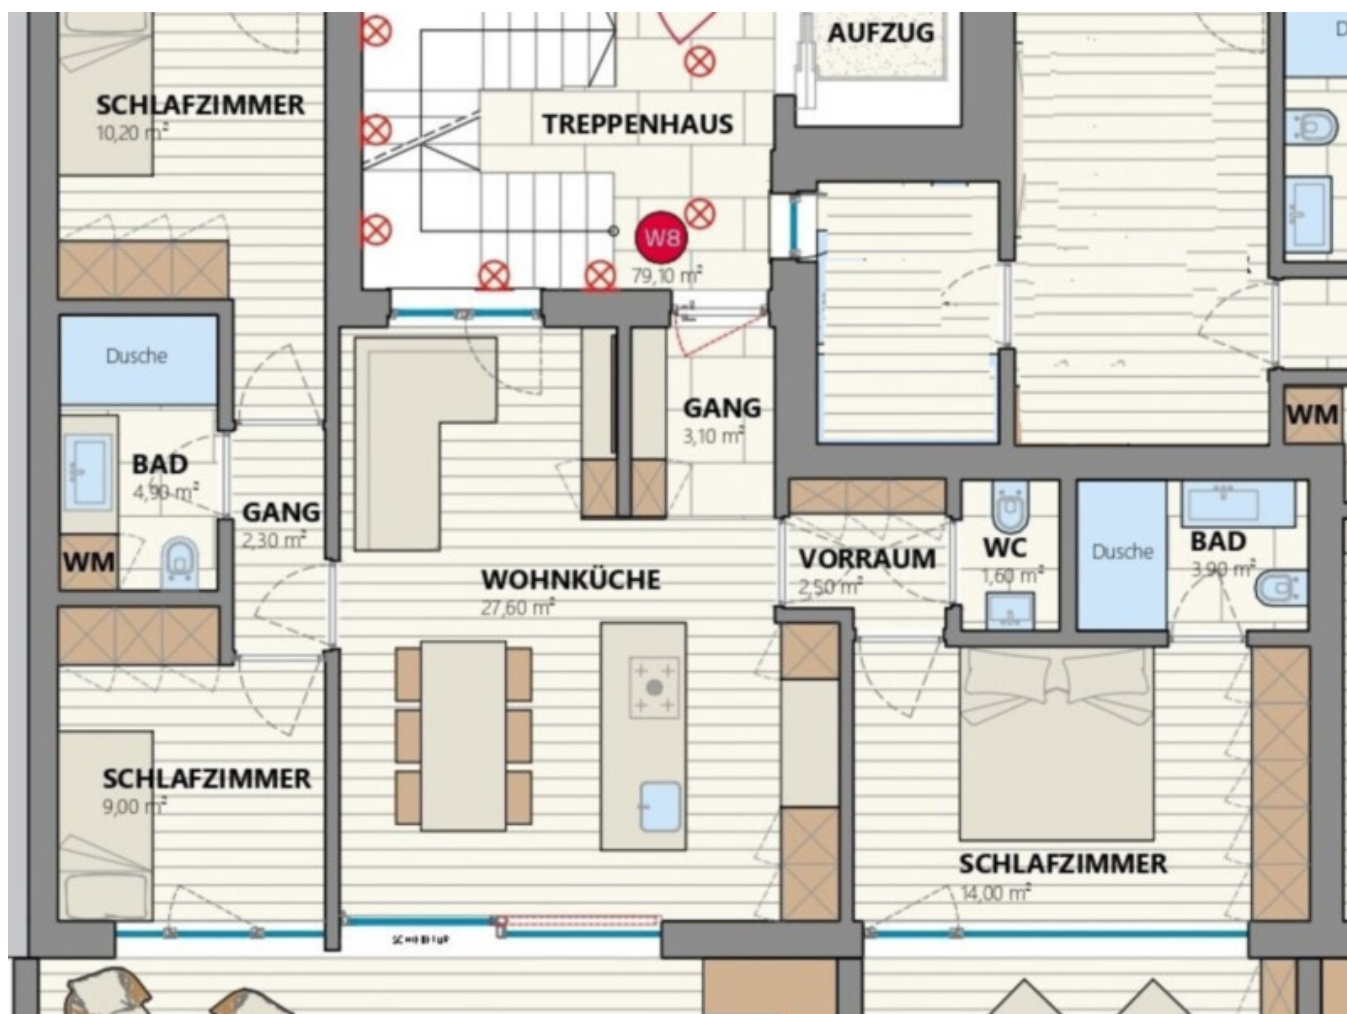 AUFZUG
D
SCHLAFZIMMER
10,20 m²
TREPPENHAUS
W8
79,10 m²
Dusche
GANG
3,10 m²
WM
BAD
4,90 m²
GANG
2,30 m²
WM
WOHNKÜCHE
27,60 m²
VORRAUM
2,50 m²
WC
1,60 m²
Dusche
BAD
3,90 m²
SCHLAFZIMMER
9,00 m²
SCHLAFZIMMER
14,00 m²